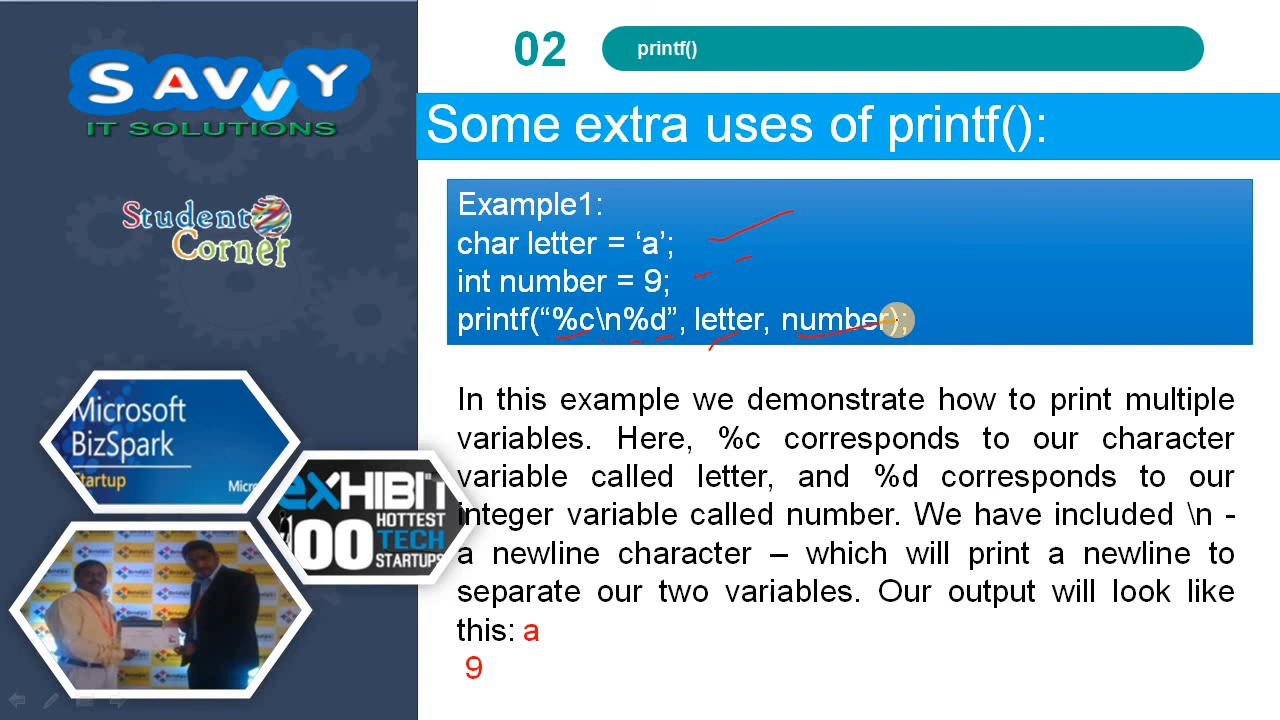 SAVVY
IT SOLUTIONS
Student
Corner
Microsoft
BizSpark
Startup
Micr
eXHIBIT
100 HOTTEST
TECH
STARTUPS
02
printf()
Some extra uses of printf():
Example1:
char letter = ‘a’;
int number = 9;
printf(“%c\n%d”, letter, number);
In this example we demonstrate how to print multiple
variables. Here, %c corresponds to our character
variable called letter, and %d corresponds to our
integer variable called number. We have included \n -
a newline character – which will print a newline to
separate our two variables. Our output will look like
this: a
9